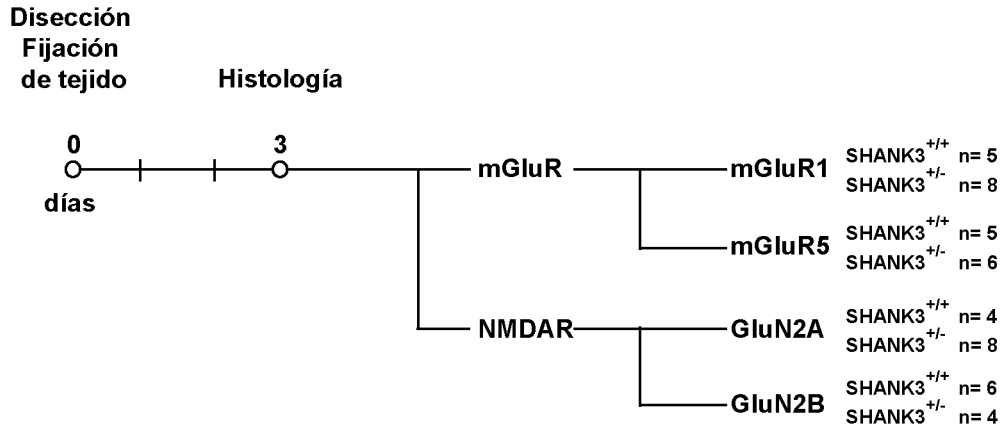 Disección
Fijación
de tejido
Histología
0
3
días
mGluR
mGluR1
SHANK3+/+ n= 5
SHANK3+/- n= 8
mGluR5
SHANK3+/+ n= 5
SHANK3+/- n= 6
NMDAR
GluN2A
SHANK3+/+ n= 4
SHANK3+/- n= 8
GluN2B
SHANK3+/+ n= 6
SHANK3+/- n= 4